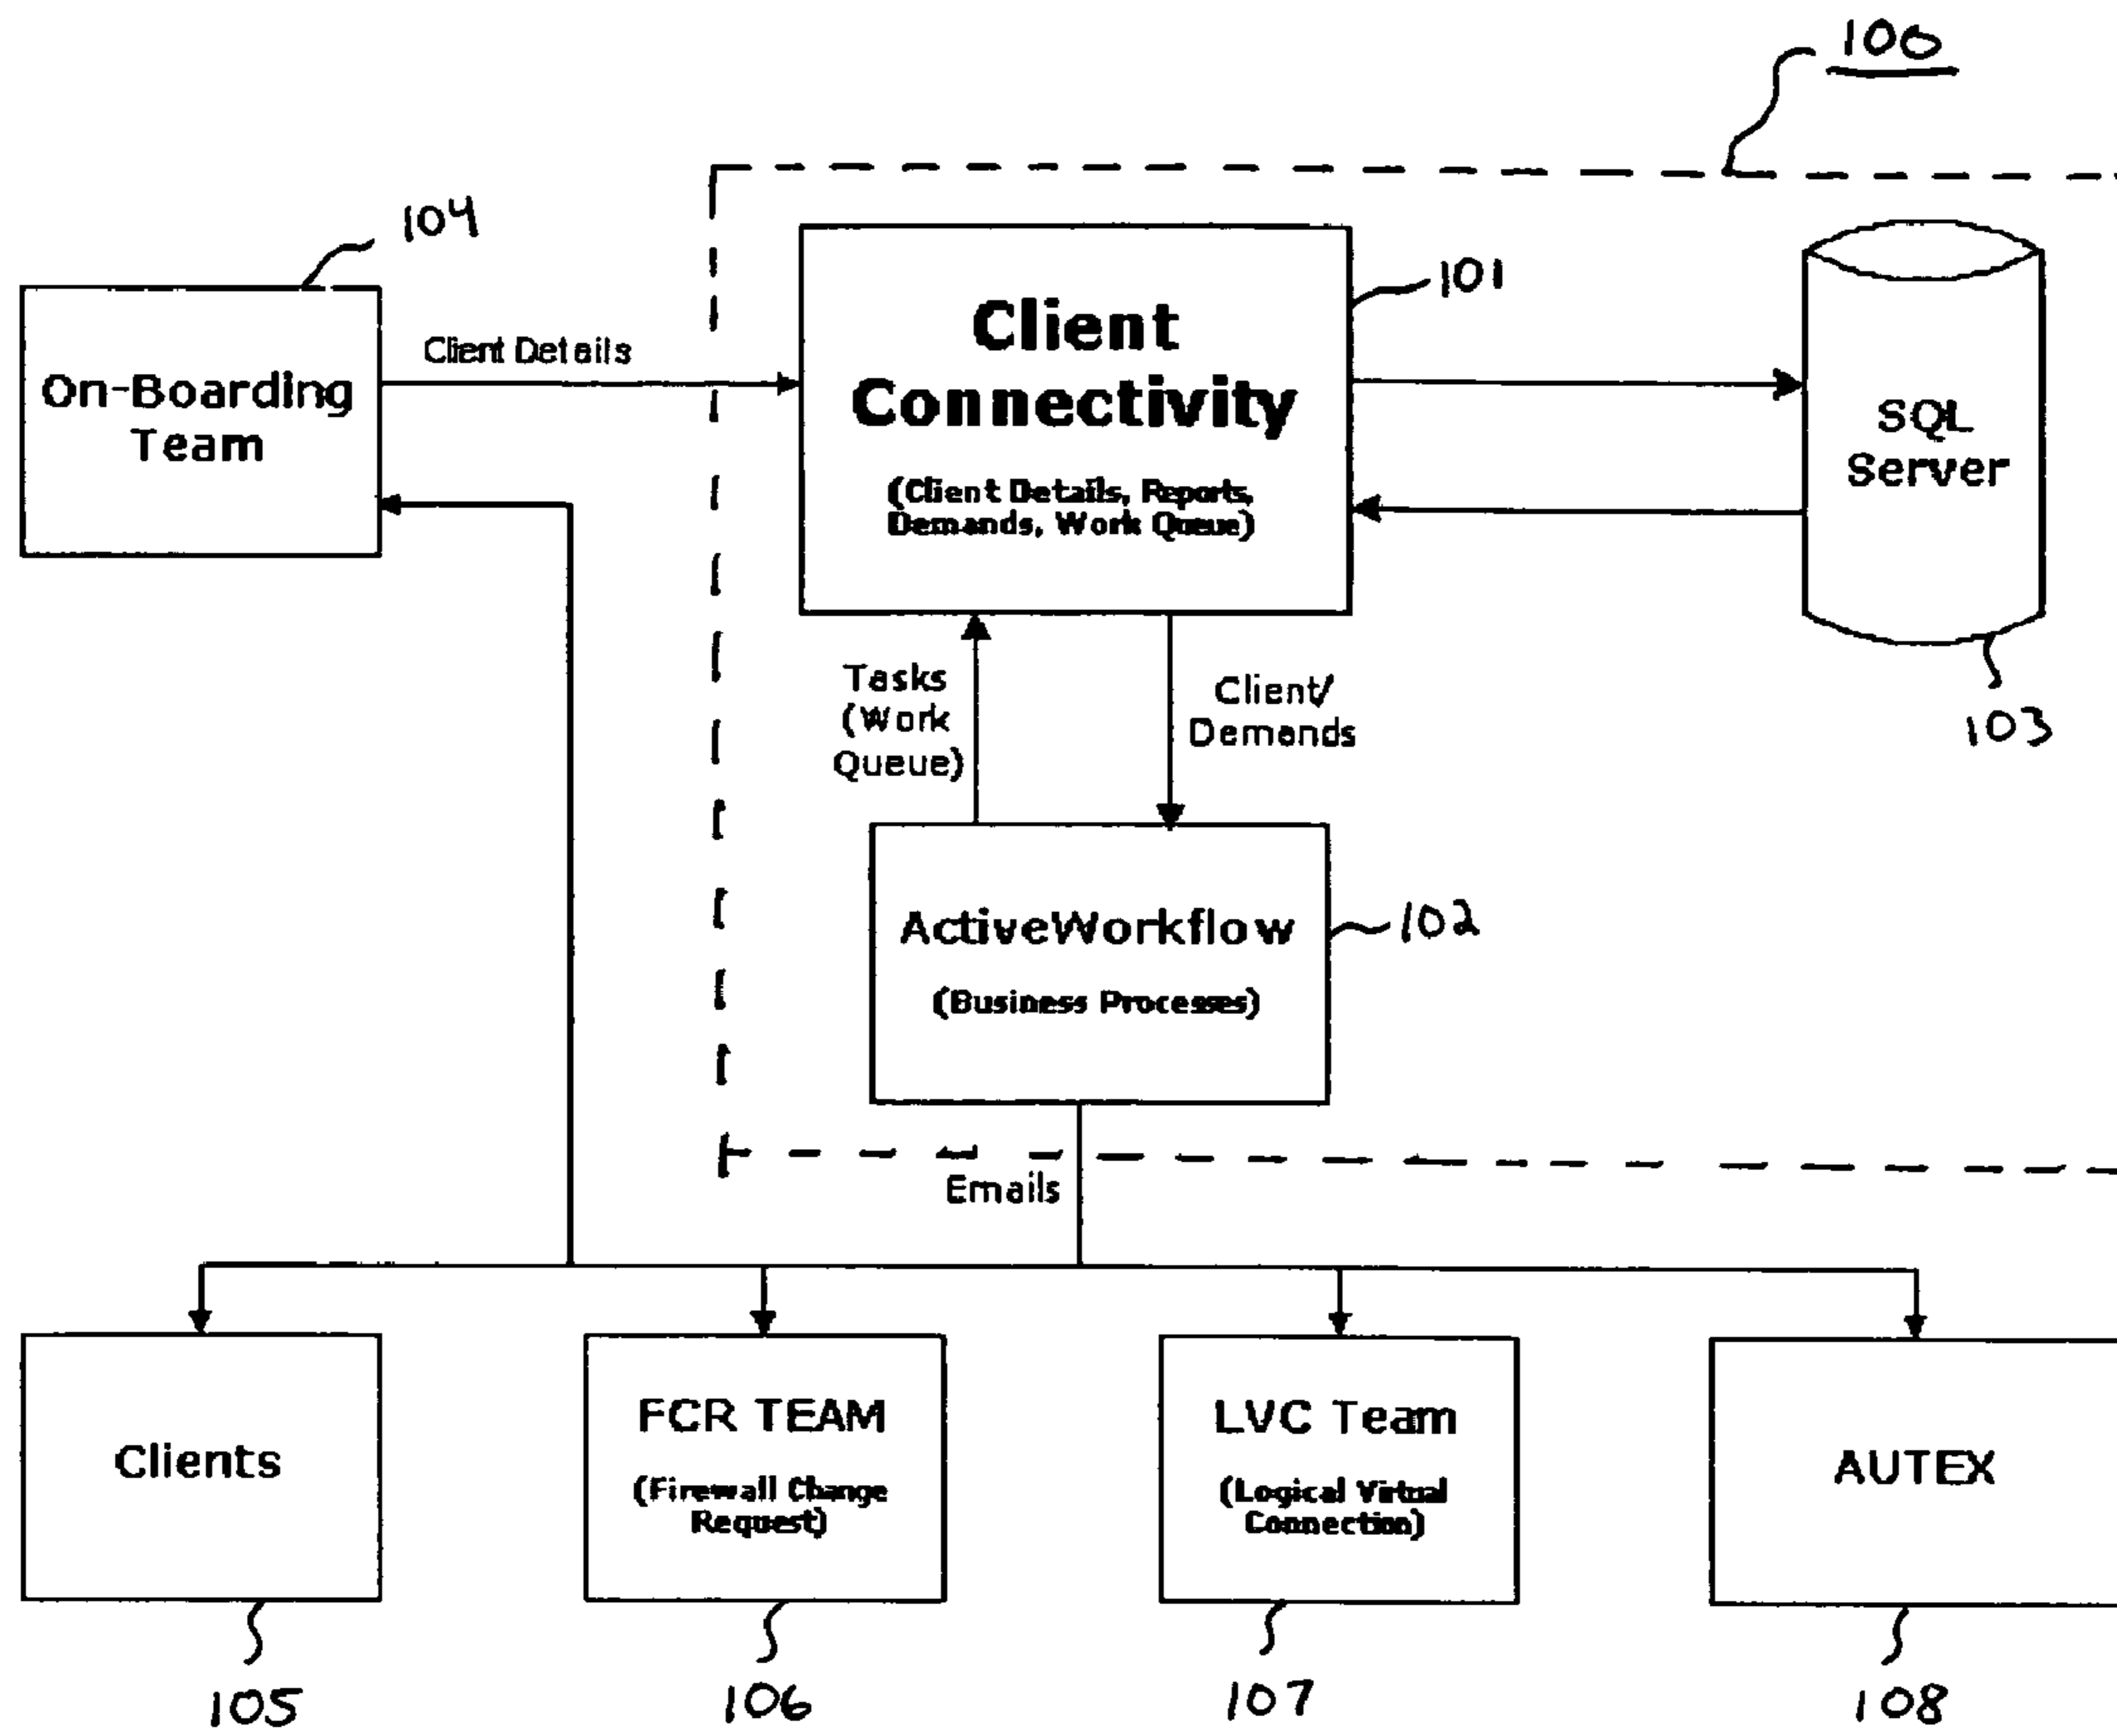 100
104
101
Client
Connectivity
(Client Details, Reports,
Demands, Work Queue)
Client Details
On-Boarding
Team
SQL
Server
103
Tasks
(Work
Queue)
Client/
Demands
ActiveWorkflow
(Business Processes)
102
Emails
Clients
FCR TEAM
(Firewall Change
Request)
LVC Team
(Logical Virtual
Connection)
AUTEX
105
106
107
108